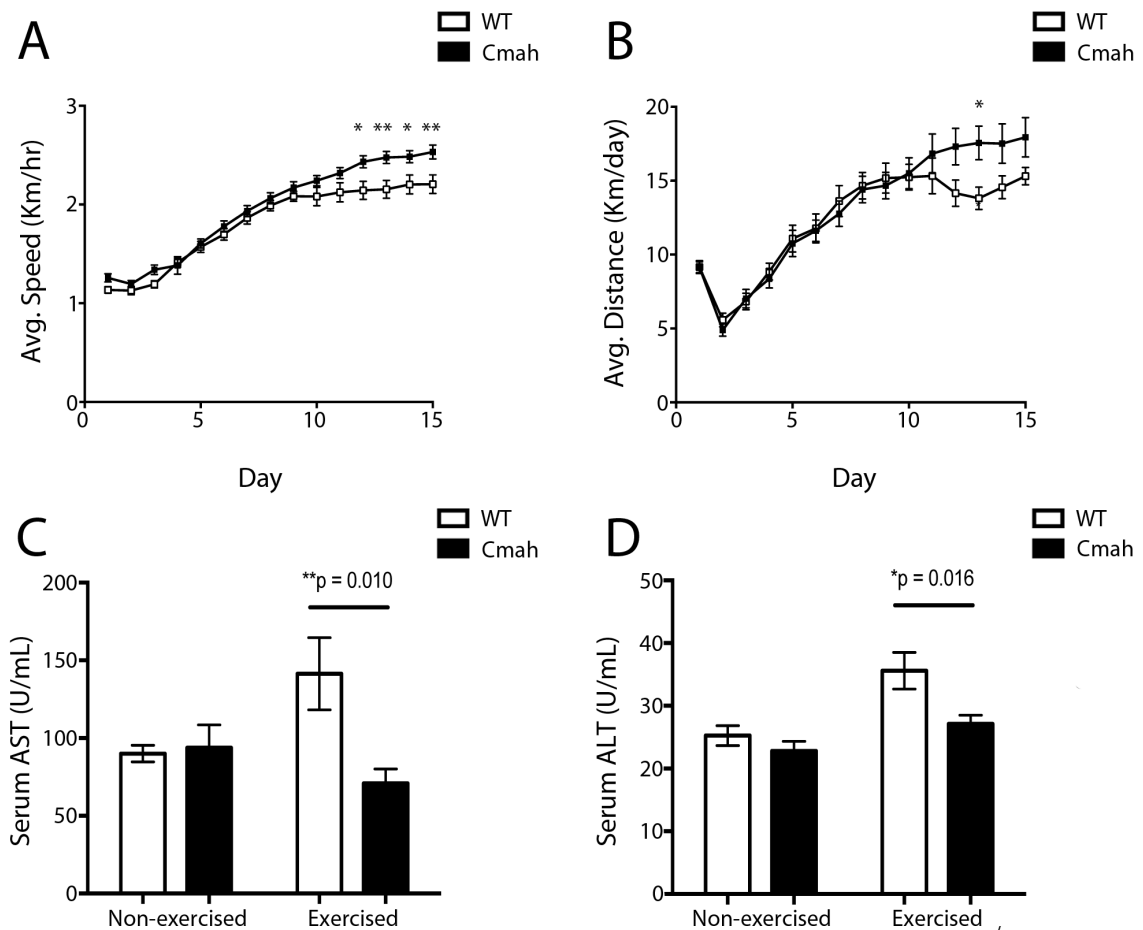 A
WT
Cmah
Avg. Speed (Km/hr)
3
2
1
0
* ** * **
0 5 10 15
Day
B
WT
Cmah
Avg. Distance (Km/day)
20
15
10
5
0
*
0 5 10 15
Day
C
WT
Cmah
Serum AST (U/mL)
200
150
100
50
0
**p = 0.010
Non-exercised Exercised
D
WT
Cmah
Serum ALT (U/mL)
50
40
30
20
10
0
*p = 0.016
Non-exercised Exercised